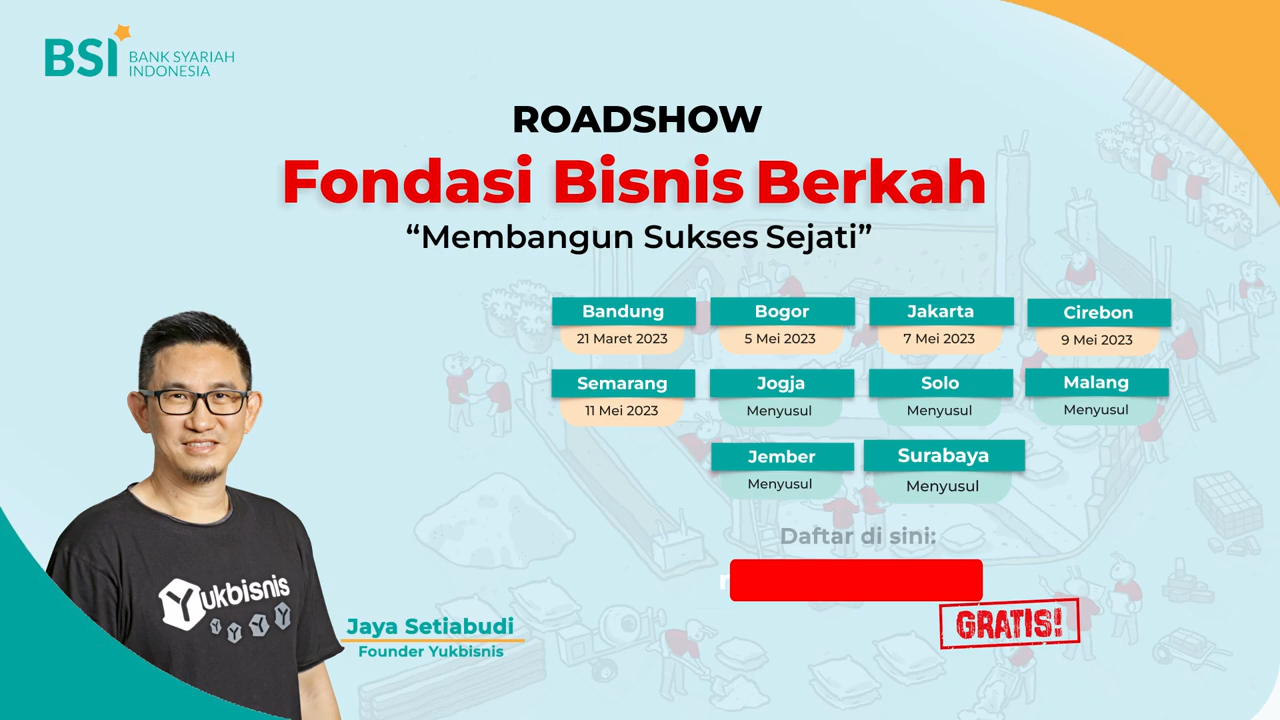 BSI BANK SYARIAH
INDONESIA
ROADSHOW
Fondasi Bisnis Berkah
“Membangun Sukses Sejati”
Bandung
21 Maret 2023
Bogor
5 Mei 2023
Jakarta
7 Mei 2023
Cirebon
9 Mei 2023
Semarang
11 Mei 2023
Jogja
Menyusul
Solo
Menyusul
Malang
Menyusul
Jember
Menyusul
Surabaya
Menyusul
Daftar di sini:
GRATIS!
Yukbisnis
Y Y Y Y
Jaya Setiabudi
Founder Yukbisnis